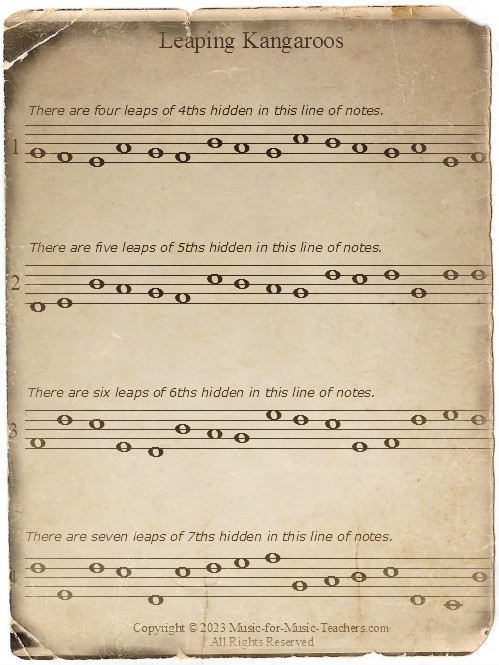 Leaping Kangaroos
There are four leaps of 4ths hidden in this line of notes.
1
There are five leaps of 5ths hidden in this line of notes.
2
There are six leaps of 6ths hidden in this line of notes.
3
There are seven leaps of 7ths hidden in this line of notes.
4
Copyright © 2023 Music-for-Music-Teachers.com
All Rights Reserved